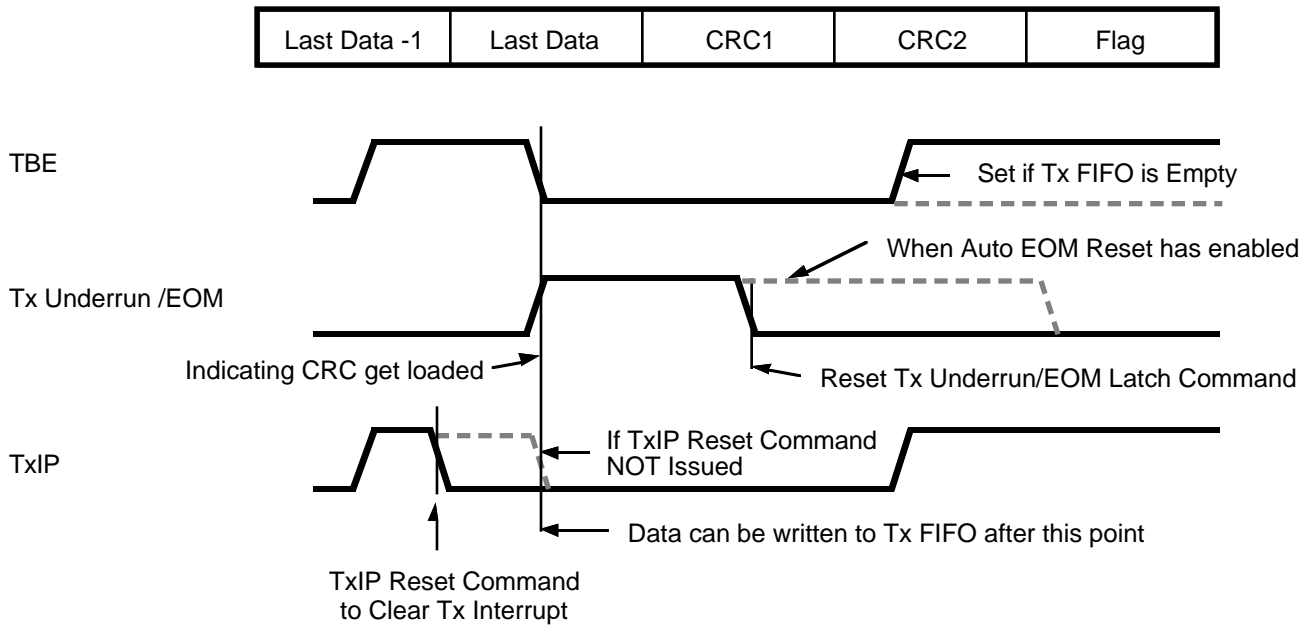 Last Data -1
Last Data
CRC1
CRC2
Flag
TBE
Set if Tx FIFO is Empty
When Auto EOM Reset has enabled
Tx Underrun /EOM
Indicating CRC get loaded
Reset Tx Underrun/EOM Latch Command
If TxIP Reset Command
NOT Issued
TxIP
Data can be written to Tx FIFO after this point
TxIP Reset Command
to Clear Tx Interrupt